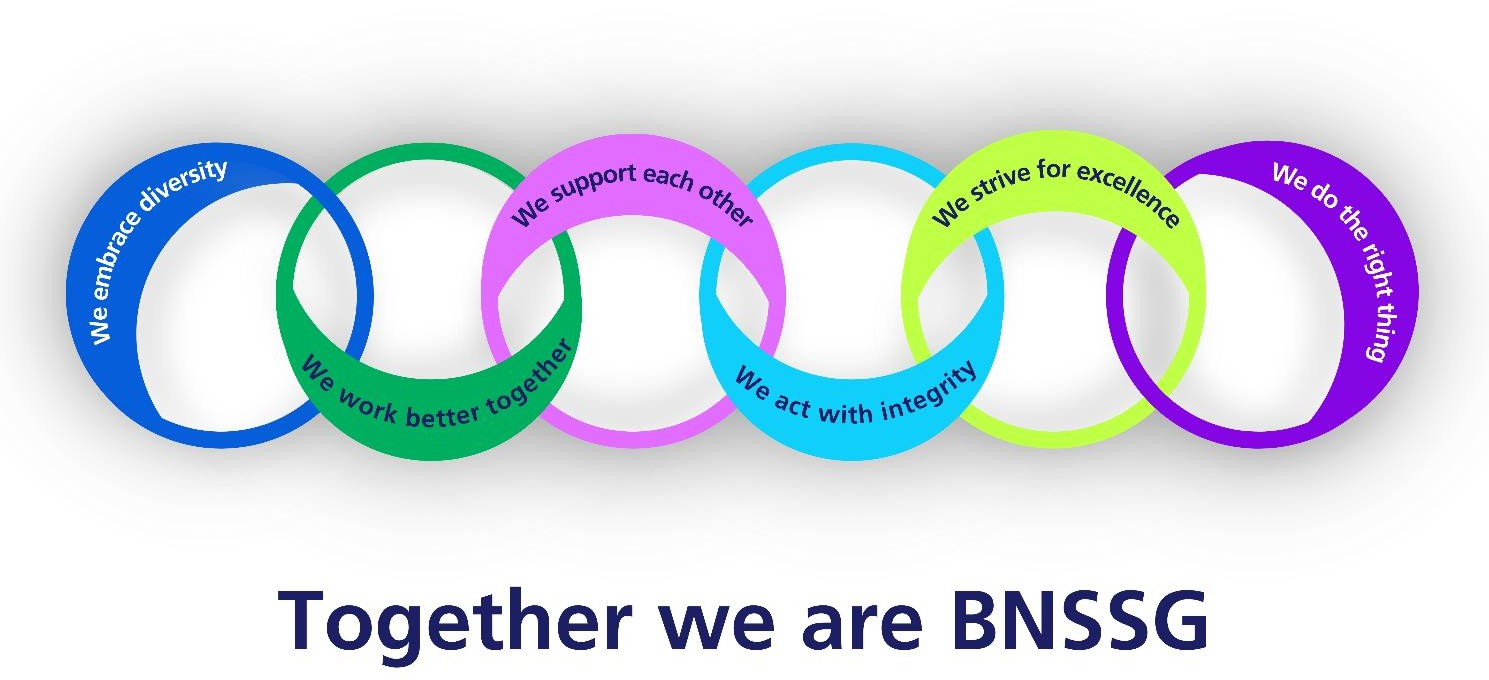 We embrace diversity
We work better together
We support each other
We act with integrity
We strive for excellence
We do the right thing
Together we are BNSSG